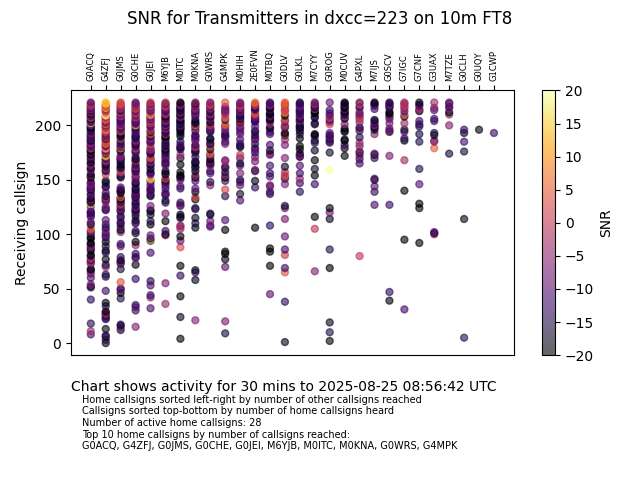 SNR for Transmitters in dxcc=223 on 10m FT8
G0ACQ G4ZFJ G0JMS G0CHE G0JEI M6YJB M0ITC M0KNA G0WRS G4MPK M0HIH 2E0FVN M0TBQ G0DLV G0LKL M7CYY G0ROG M0CUV G4PXL M7IJS G0SCV G7IGC G7CNF G3UAX M7TZE G0CLH G0UQY G1CWP
Receiving callsign
200
150
100
50
0
20
15
10
5
0
−5
−10
−15
−20
SNR
Chart shows activity for 30 mins to 2025-08-25 08:56:42 UTC
Home callsigns sorted left-right by number of other callsigns reached
Callsigns sorted top-bottom by number of home callsigns heard
Number of active home callsigns: 28
Top 10 home callsigns by number of callsigns reached:
G0ACQ, G4ZFJ, G0JMS, G0CHE, G0JEI, M6YJB, M0ITC, M0KNA, G0WRS, G4MPK